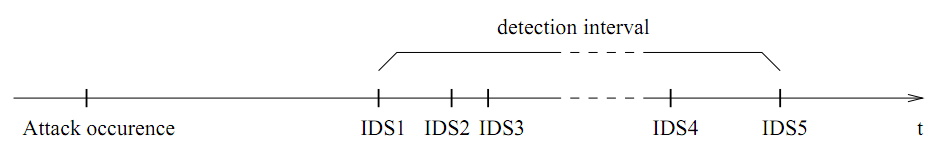 detection interval
Attack occurence IDS1 IDS2 IDS3 IDS4 IDS5 t